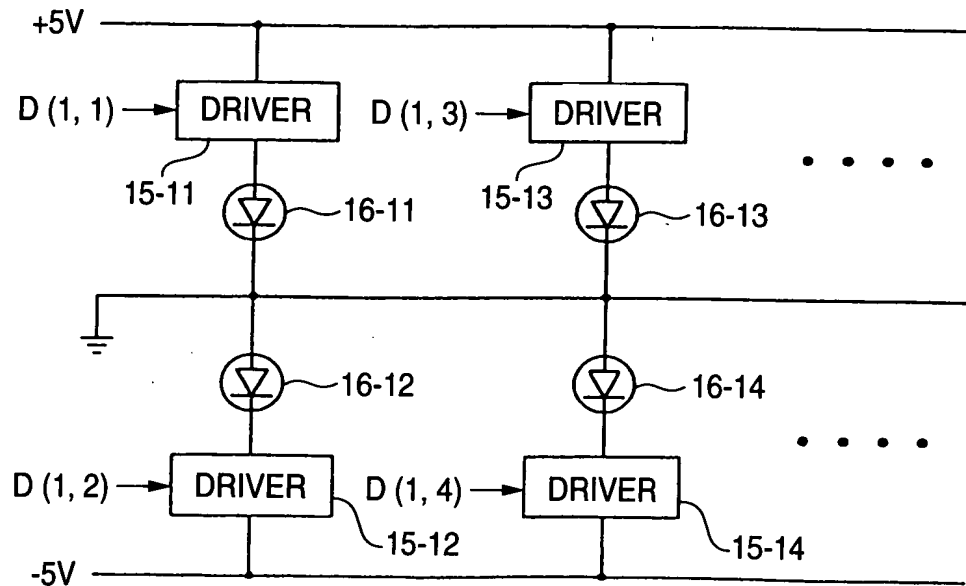 +5V
D (1, 1)
DRIVER
D (1, 3)
DRIVER
15-11
15-13
16-11
16-13
16-12
16-14
D (1, 2)
DRIVER
D (1, 4)
DRIVER
15-12
15-14
-5V